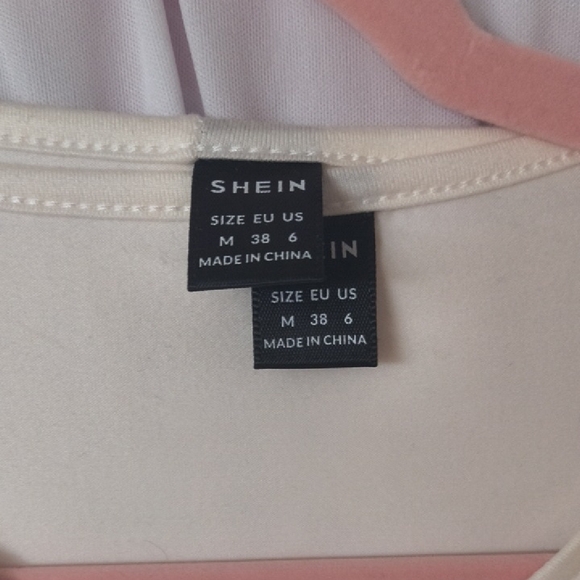 SHEIN
SIZE EU US
M 38 6
MADE IN CHINA
IN
SIZE EU US
M 38 6
MADE IN CHINA